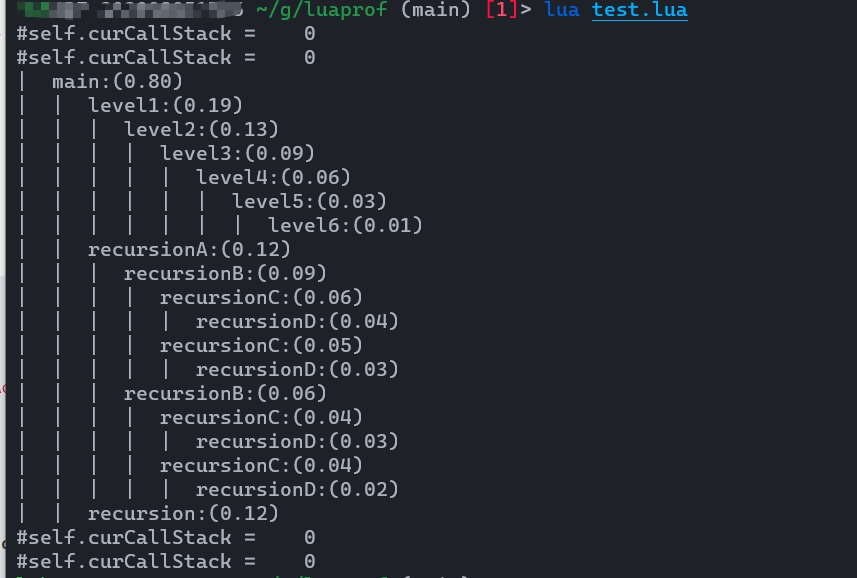 ~/g/luaprof (main) [1]> lua test.lua
#self.curCallStack =    0
#self.curCallStack =    0
|  main:(0.80)
|  |  level1:(0.19)
|  |  |  level2:(0.13)
|  |  |  |  level3:(0.09)
|  |  |  |  |  level4:(0.06)
|  |  |  |  |  |  level5:(0.03)
|  |  |  |  |  |  |  level6:(0.01)
|  |  recursionA:(0.12)
|  |  |  recursionB:(0.09)
|  |  |  |  recursionC:(0.06)
|  |  |  |  |  recursionD:(0.04)
|  |  |  |  recursionC:(0.05)
|  |  |  |  |  recursionD:(0.03)
|  |  |  recursionB:(0.06)
|  |  |  |  recursionC:(0.04)
|  |  |  |  |  recursionD:(0.03)
|  |  |  |  recursionC:(0.04)
|  |  |  |  |  recursionD:(0.02)
|  |  recursion:(0.12)
#self.curCallStack =    0
#self.curCallStack =    0